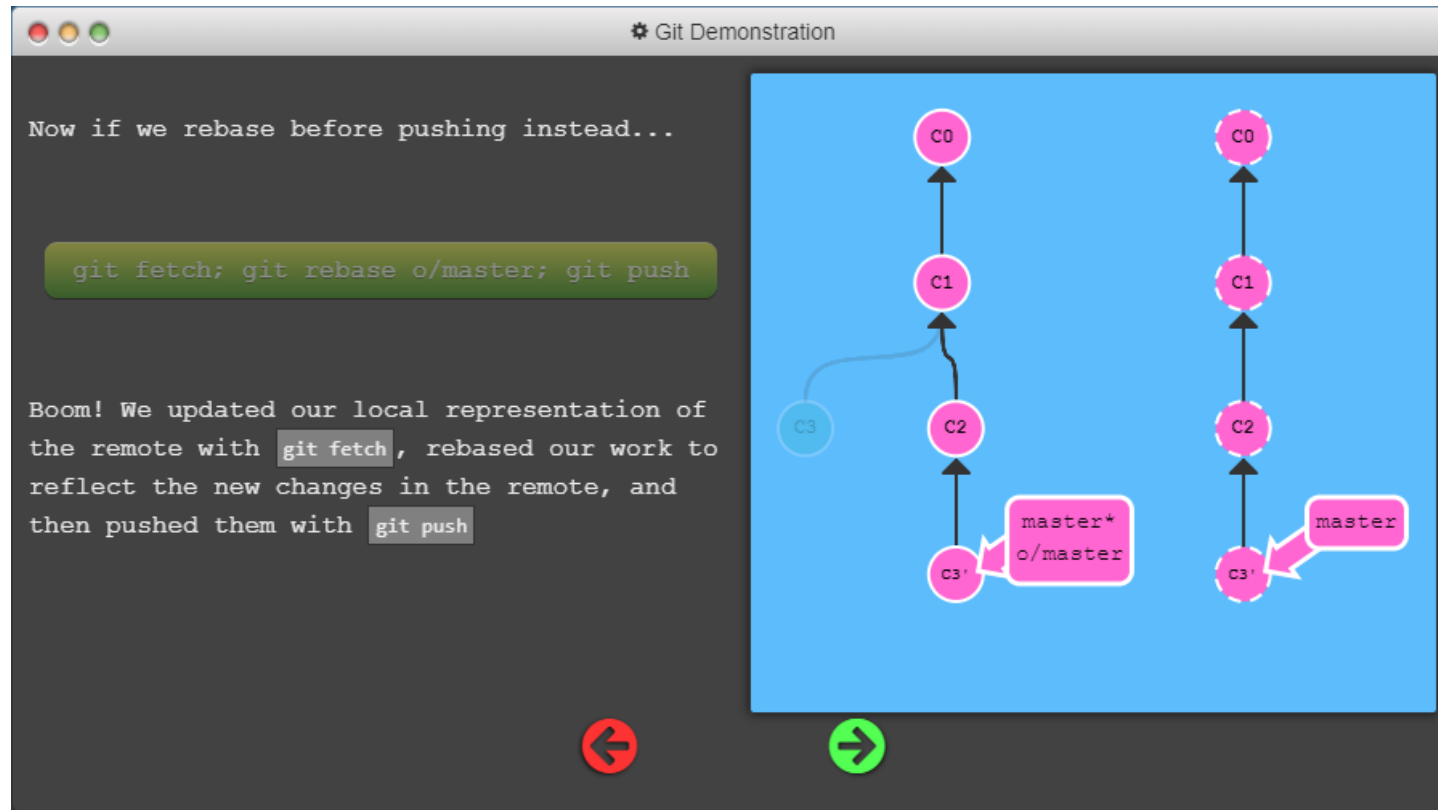 Git Demonstration
Now if we rebase before pushing instead...
git fetch; git rebase o/master; git push
Boom! We updated our local representation of
the remote with git fetch, rebased our work to
reflect the new changes in the remote, and
then pushed them with git push
C0
C1
C3
C2
master*
o/master
C3'
C0
C1
C2
master
C3'